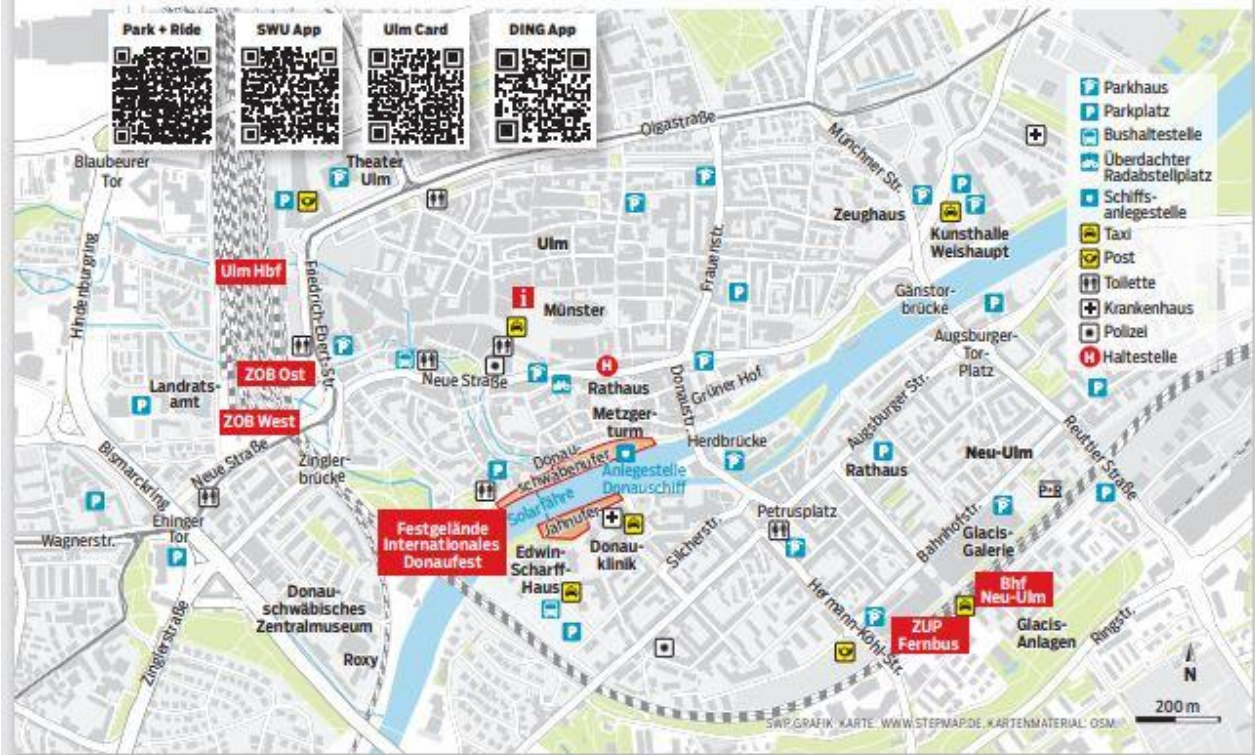 Park + Ride
SWU App
Ulm Card
DING App
Parkhaus
Parkplatz
Bushaltestelle
Überdachter
Radabstellplatz
Schiffs-
anlegestelle
Taxi
Post
Toilette
Krankenhaus
Polizei
H Haltestelle
Olgastraße
Münchner Str.
Blaubeurer
Tor
Theater
Ulm
Zeughaus
Kunsthalle
Weishaupt
Ulm
Hindenburgring
Ulm Hbf
Friedrich-Ebert-Str.
Frauenstr.
i
Münster
Gänstor-
brücke
Augsburger-
Tor-
Platz
ZOB Ost
Neue Straße
H
Rathaus
Donaustr.
Grüner Hof
Landrats-
amt
ZOB West
Metzger-
turm
Herdbrücke
Augsburger Str.
Reuttier Straße
Neue Straße
Bismarckring
Zingler-
brücke
Donau-
schwabenufer
Anlegestelle
Donauschiff
Rathaus
Neu-Ulm
Solarfähre
Jahnufer
P+R
Petrusplatz
Ehinger
Tor
Wagnerstr.
Festgelände
Internationales
Donaufest
Edwin-
Scharff-
Haus
Donau-
klinik
Silcherstr.
Bahnhofstr.
Glacis-
Galerie
Bhf
Neu-Ulm
Donau-
schwäbisches
Zentralmuseum
Hermann-Köhl-Str.
ZUP
Fernbus
Glacis-
Anlagen
Ringstr.
Zinglerstraße
Roxy
N
200 m
SWP GRAFIK KARTE: WWW.STEPMAP.DE, KARTENMATERIAL: OSM